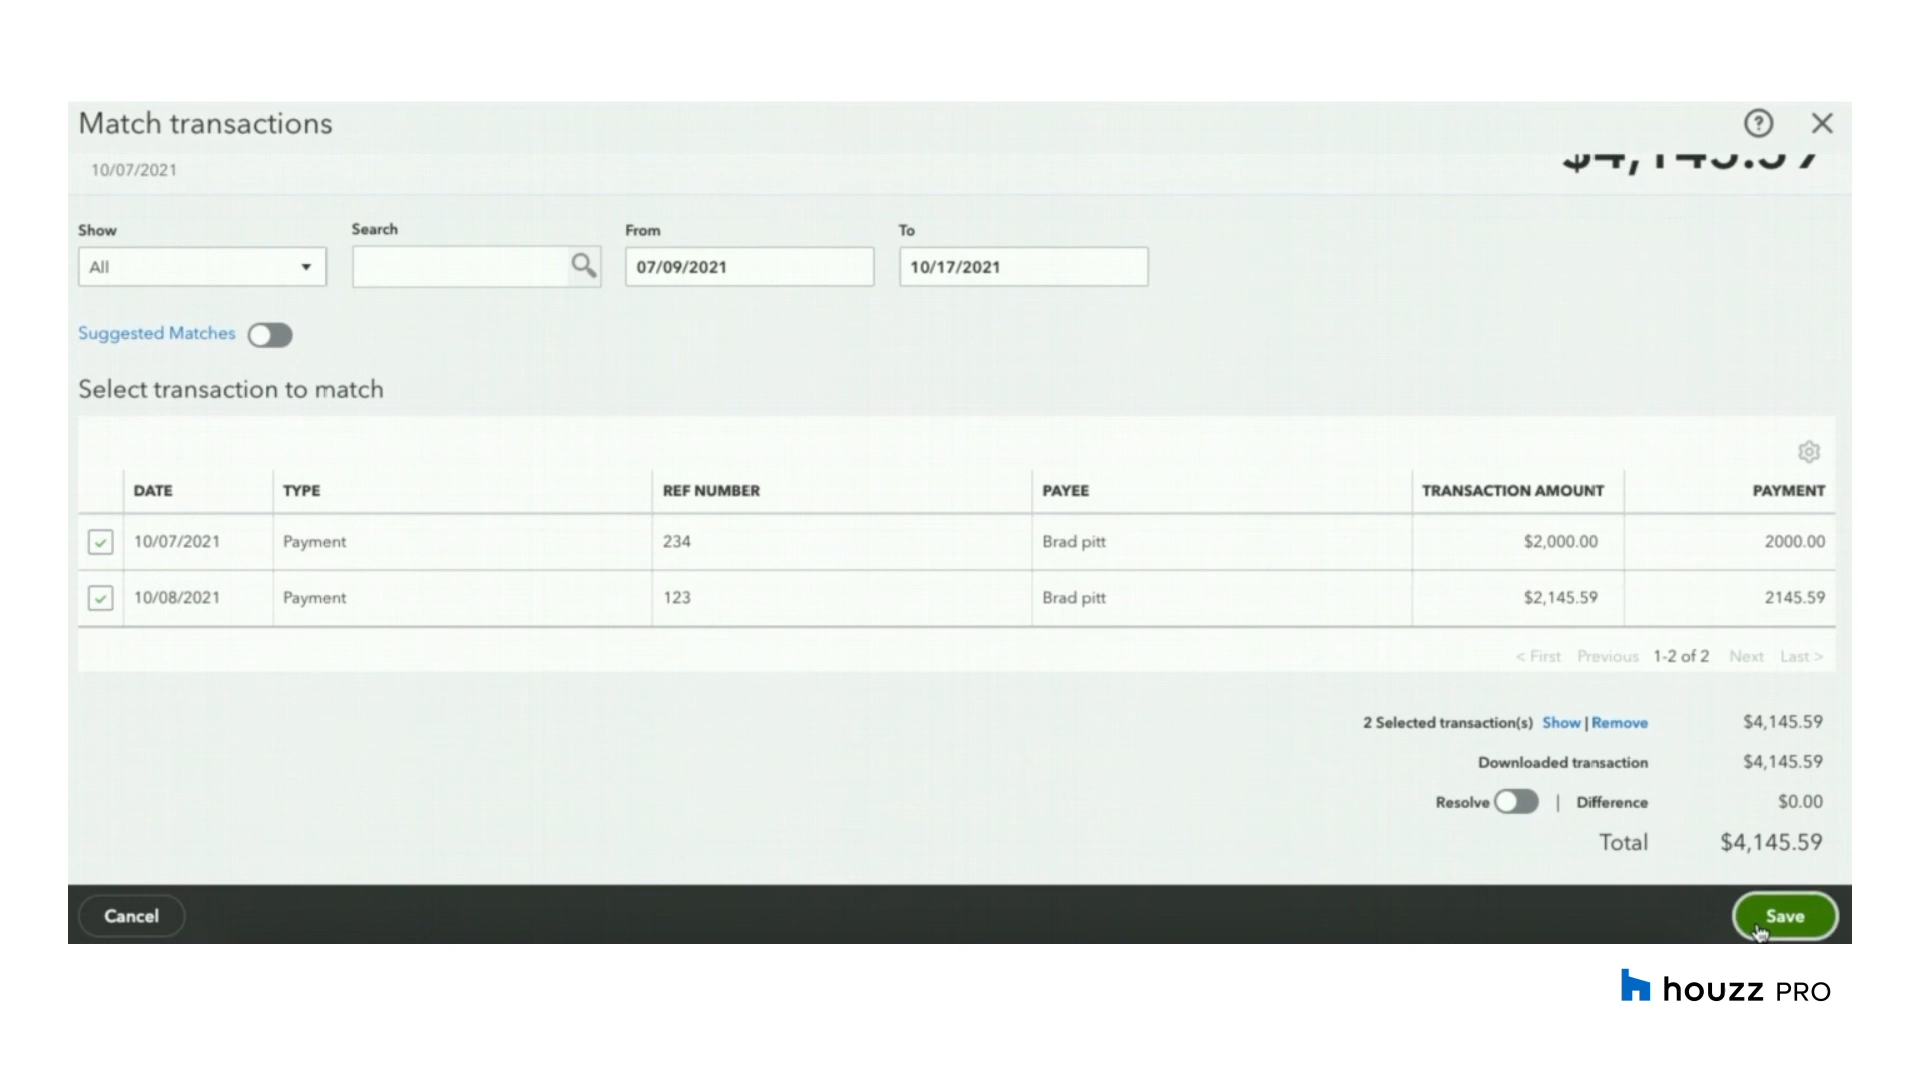 Match transactions
?
10/07/2021
$4,145.59
Show
Search
From
To
All
07/09/2021
10/17/2021
Suggested Matches
Select transaction to match
DATE TYPE REF NUMBER PAYEE TRANSACTION AMOUNT PAYMENT
10/07/2021 Payment 234 Brad pitt $2,000.00 2000.00
10/08/2021 Payment 123 Brad pitt $2,145.59 2145.59
< First Previous 1-2 of 2 Next Last >
2 Selected transaction(s) Show | Remove $4,145.59
Downloaded transaction $4,145.59
Resolve | Difference $0.00
Total $4,145.59
Cancel
Save
houzz PRO